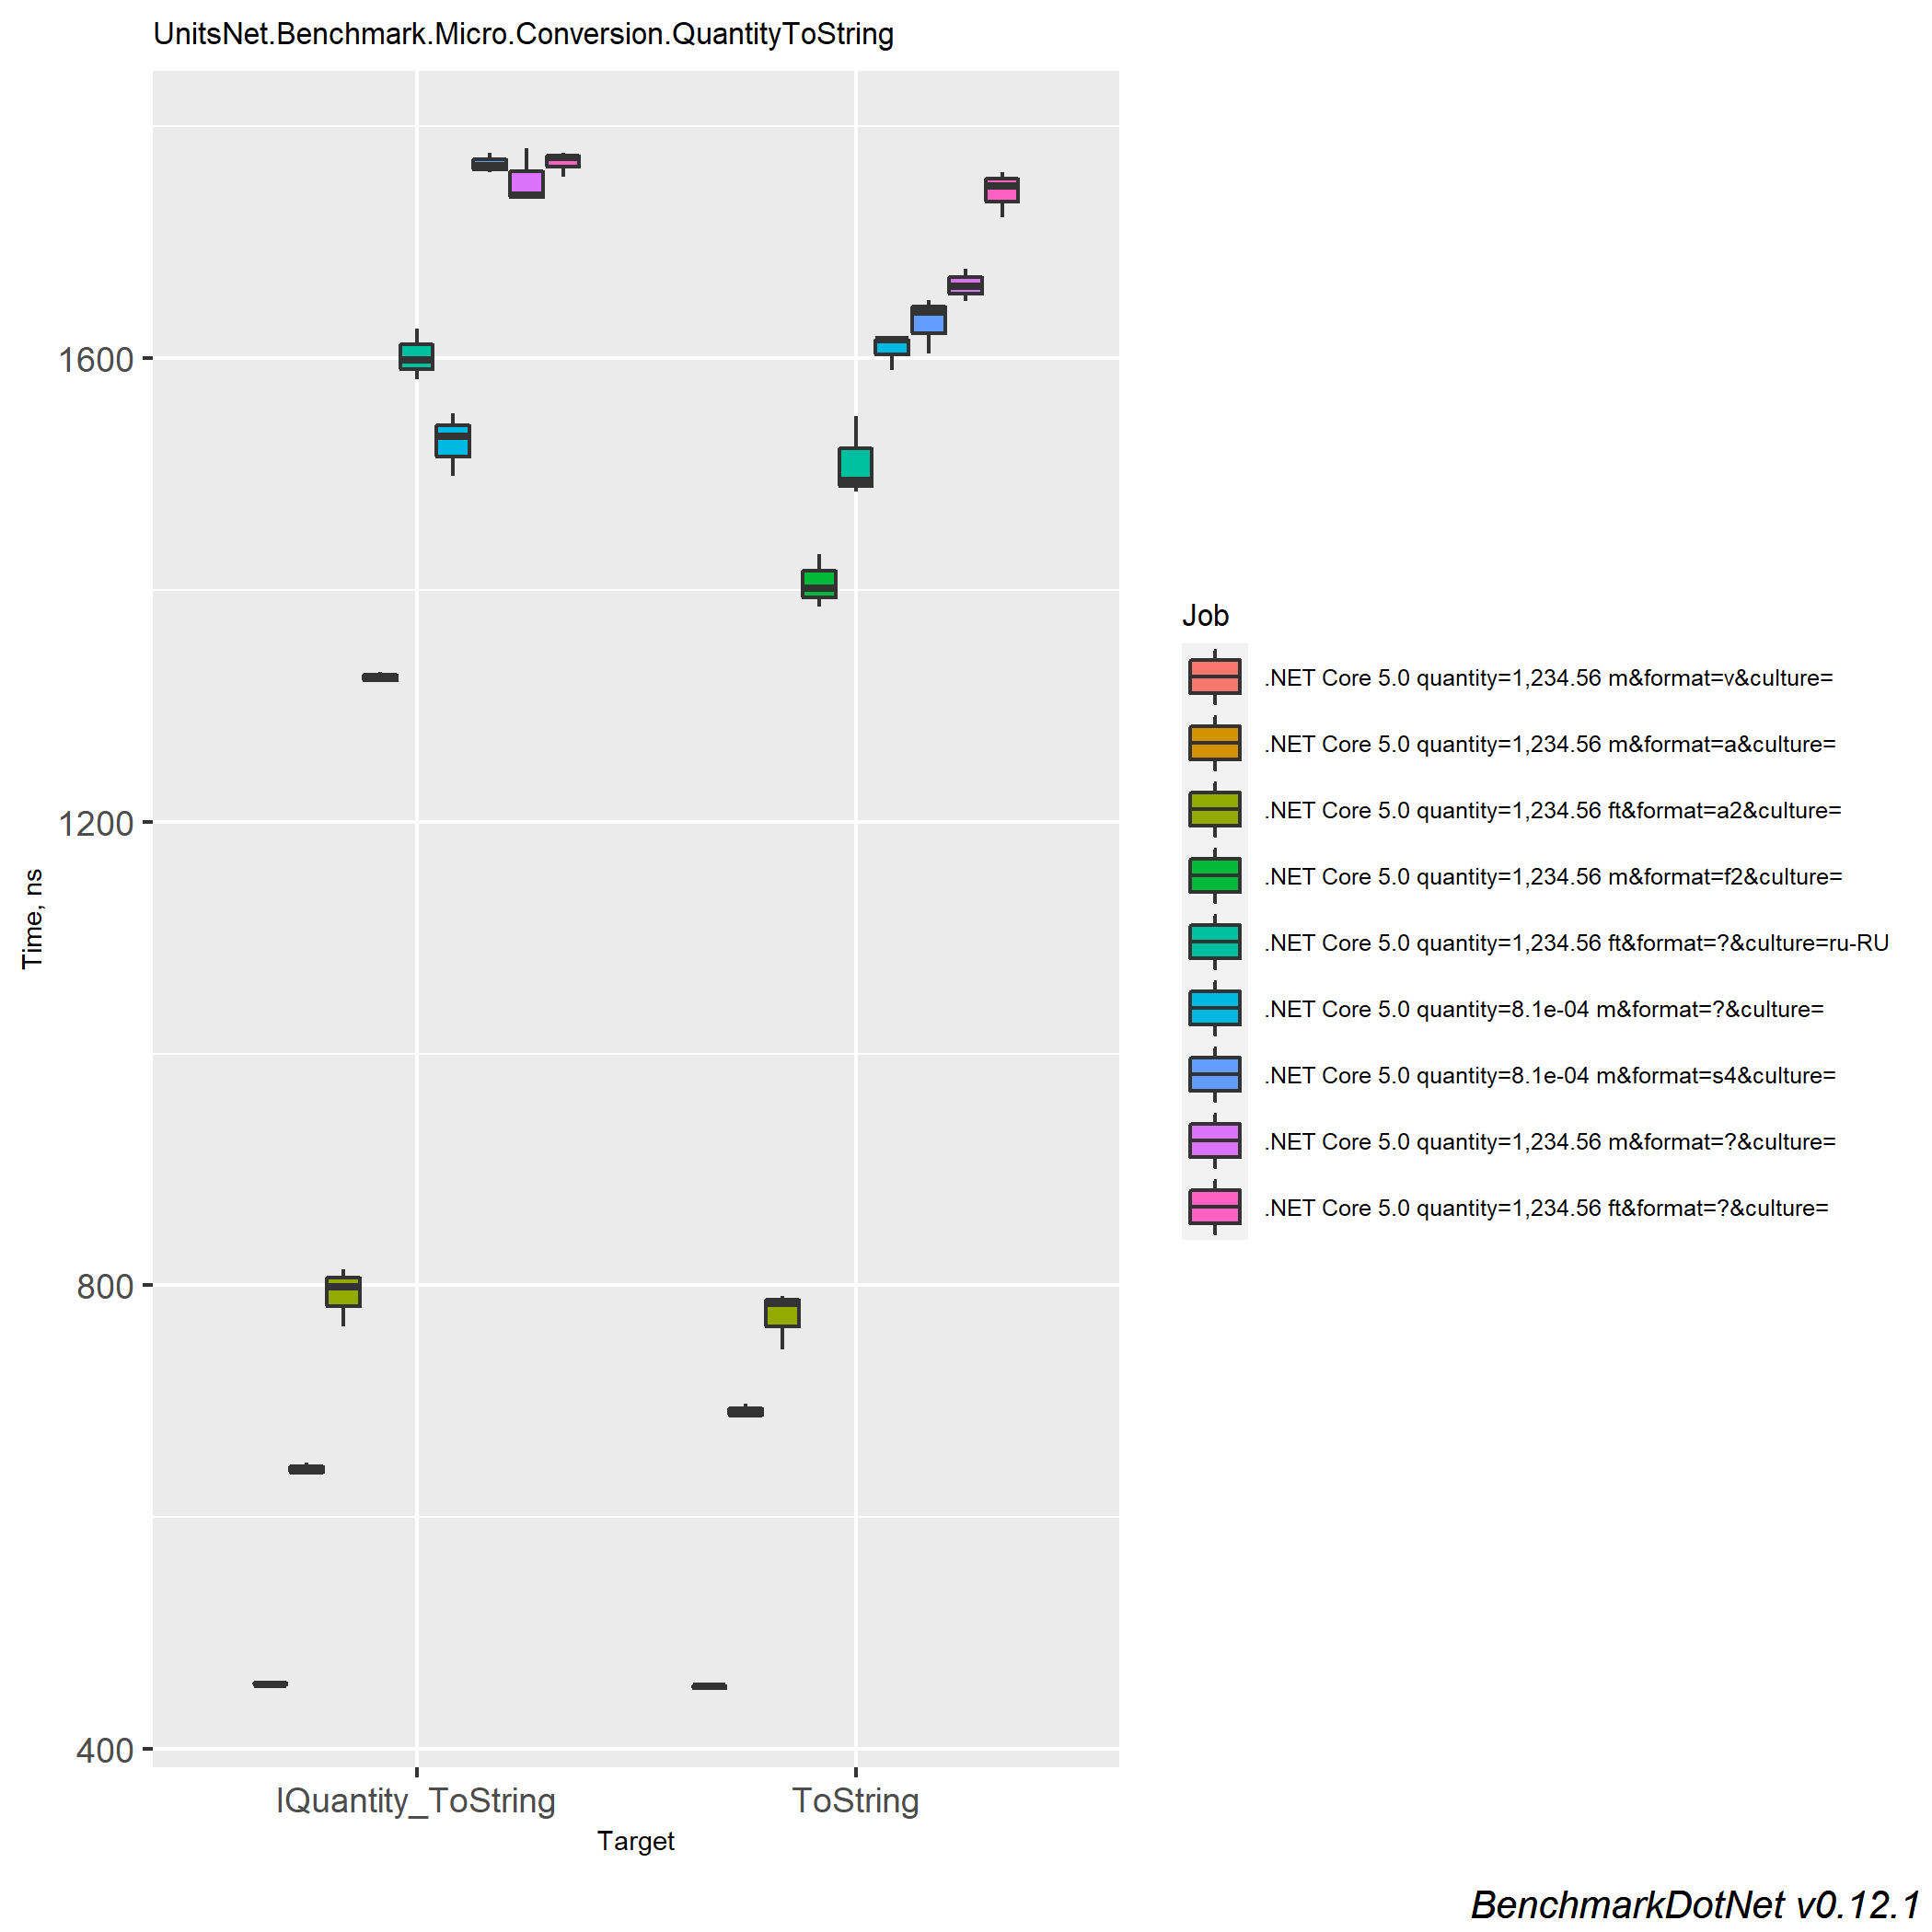 UnitsNet.Benchmark.Micro.Conversion.QuantityToString
1600
1200
800
400
Time, ns
IQuantity_ToString
ToString
Target
Job
.NET Core 5.0 quantity=1,234.56 m&format=v&culture=
.NET Core 5.0 quantity=1,234.56 m&format=a&culture=
.NET Core 5.0 quantity=1,234.56 ft&format=a2&culture=
.NET Core 5.0 quantity=1,234.56 m&format=f2&culture=
.NET Core 5.0 quantity=1,234.56 ft&format=?&culture=ru-RU
.NET Core 5.0 quantity=8.1e-04 m&format=?&culture=
.NET Core 5.0 quantity=8.1e-04 m&format=s4&culture=
.NET Core 5.0 quantity=1,234.56 m&format=?&culture=
.NET Core 5.0 quantity=1,234.56 ft&format=?&culture=
BenchmarkDotNet v0.12.1